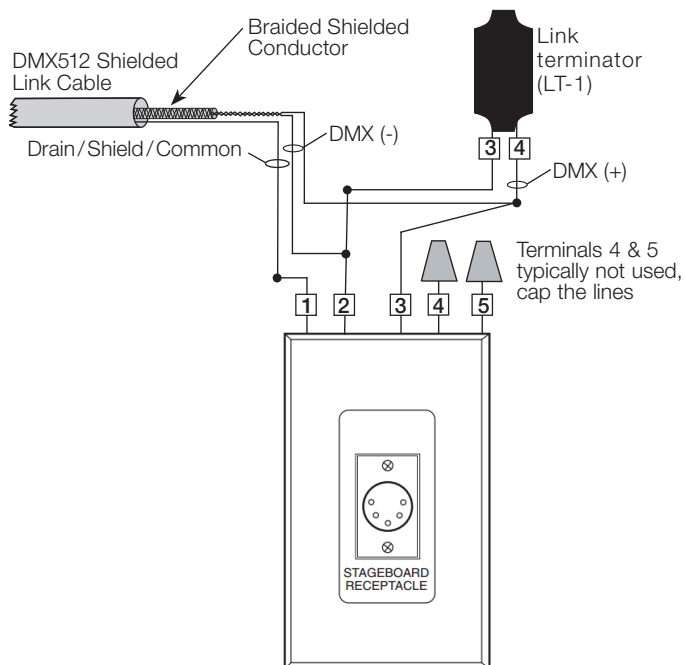 Braided Shielded
Conductor
DMX512 Shielded
Link Cable
Link
terminator
(LT-1)
Drain/Shield/Common
DMX (-)
3 4
DMX (+)
Terminals 4 & 5
typically not used,
cap the lines
1 2 3 4 5
STAGEBOARD
RECEPTACLE